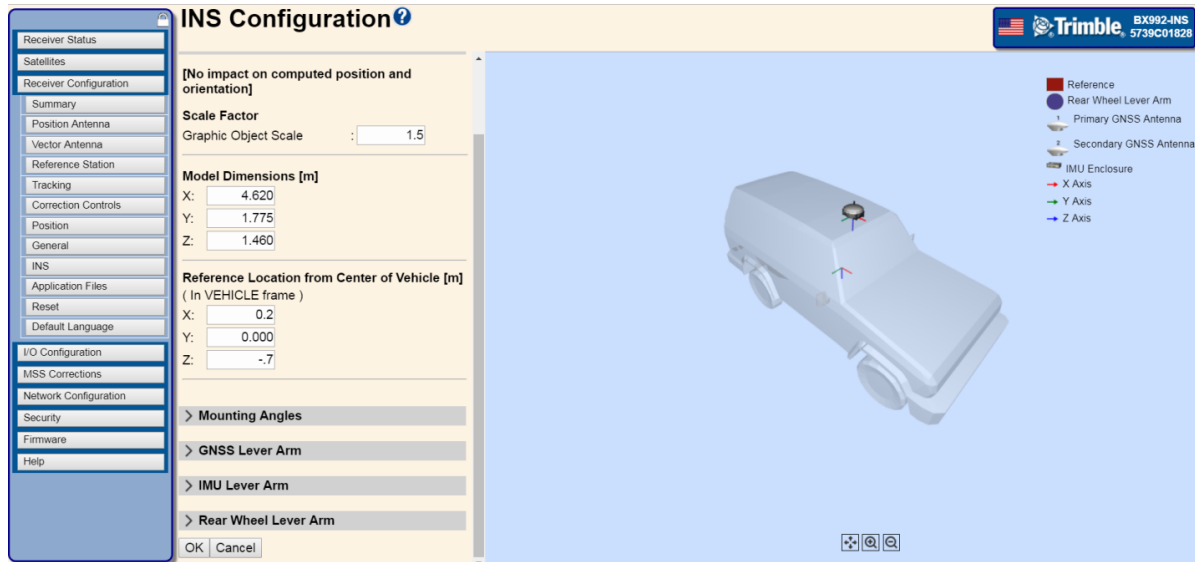 INS Configuration?
Trimble® BX992-INS
5739C01828
Receiver Status
Satellites
Receiver Configuration
Summary
Position Antenna
Vector Antenna
Reference Station
Tracking
Correction Controls
Position
General
INS
Application Files
Reset
Default Language
I/O Configuration
MSS Corrections
Network Configuration
Security
Firmware
Help
[No impact on computed position and
orientation]
Scale Factor
Graphic Object Scale : 1.5
Model Dimensions [m]
X: 4.620
Y: 1.775
Z: 1.460
Reference Location from Center of Vehicle [m]
( In VEHICLE frame )
X: 0.2
Y: 0.000
Z: -.7
Mounting Angles
GNSS Lever Arm
IMU Lever Arm
Rear Wheel Lever Arm
OK Cancel
Reference
Rear Wheel Lever Arm
1 Primary GNSS Antenna
2 Secondary GNSS Antenna
IMU Enclosure
X Axis
Y Axis
Z Axis